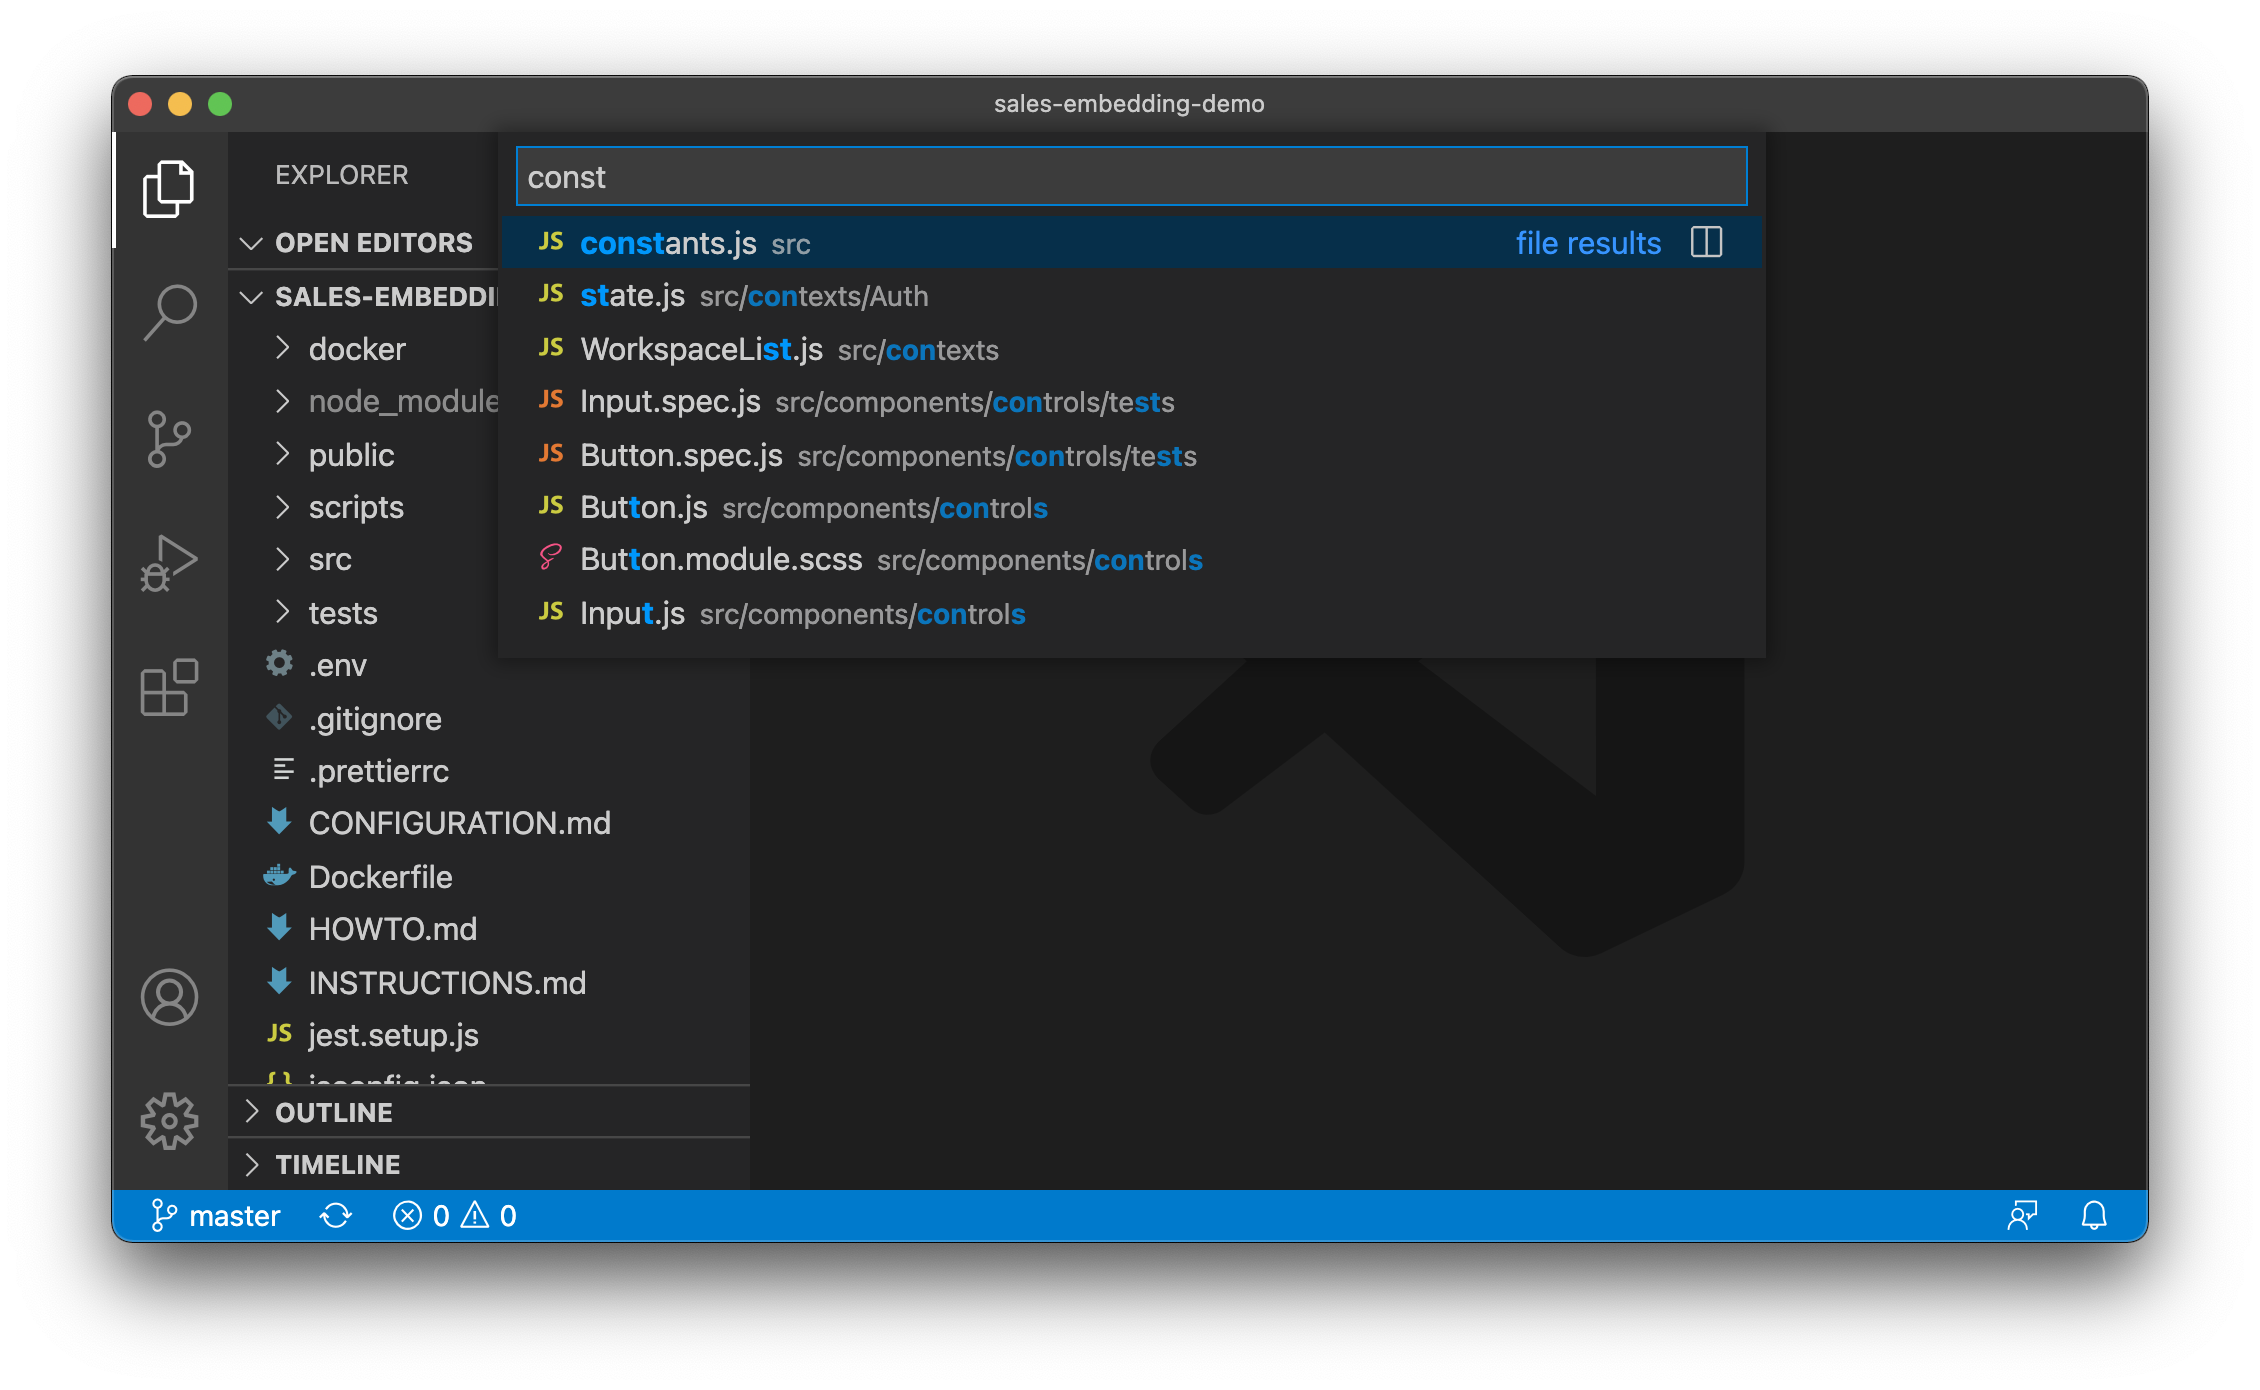 sales-embedding-demo
EXPLORER
OPEN EDITORS
SALES-EMBEDDI
docker
node_module
public
scripts
src
tests
.env
.gitignore
.prettierrc
CONFIGURATION.md
Dockerfile
HOWTO.md
INSTRUCTIONS.md
JS jest.setup.js
{} jsconfig.json
OUTLINE
TIMELINE
const
JS constants.js src file results
JS state.js src/contexts/Auth
JS WorkspaceList.js src/contexts
JS Input.spec.js src/components/controls/tests
JS Button.spec.js src/components/controls/tests
JS Button.js src/components/controls
Button.module.scss src/components/controls
JS Input.js src/components/controls
master 0 0